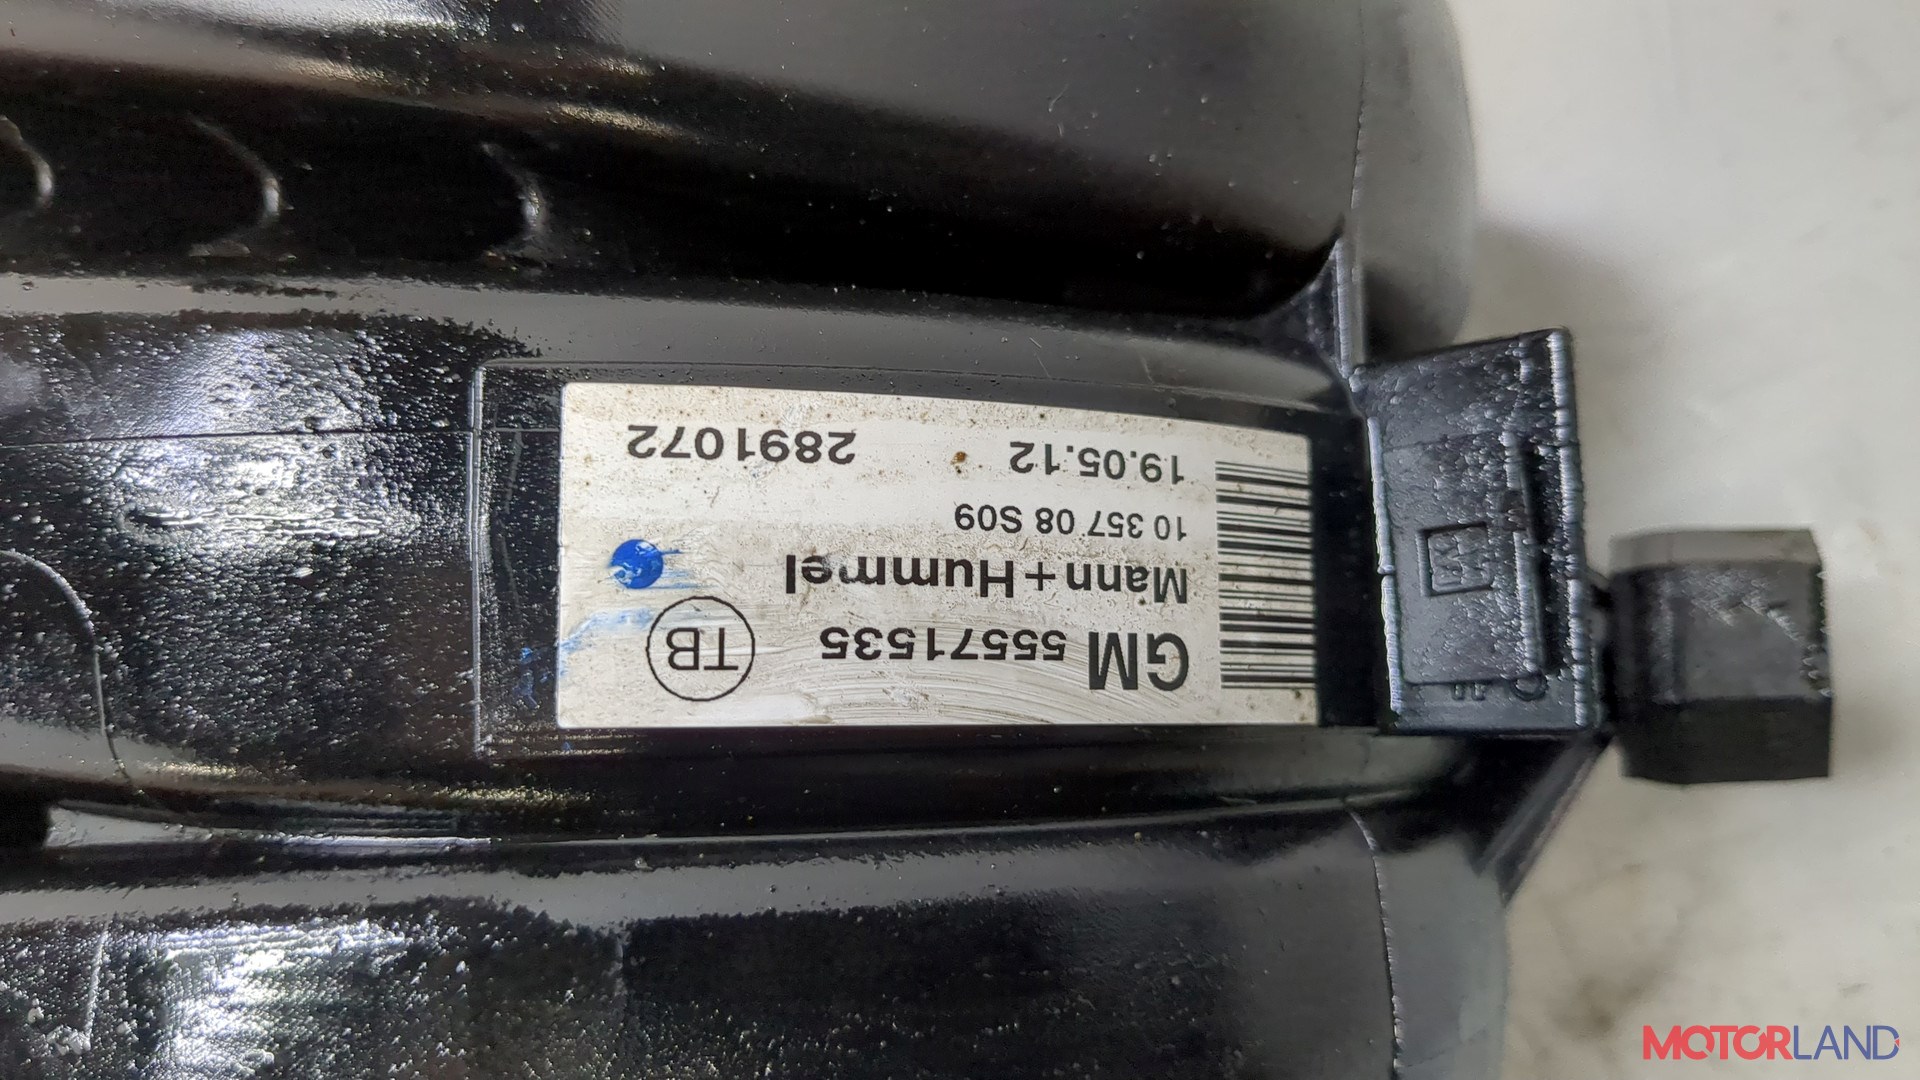 GM 55571535 TB
Mann+Hummel
10 357 08 S09
19.05.12 2891072
MOTORLAND